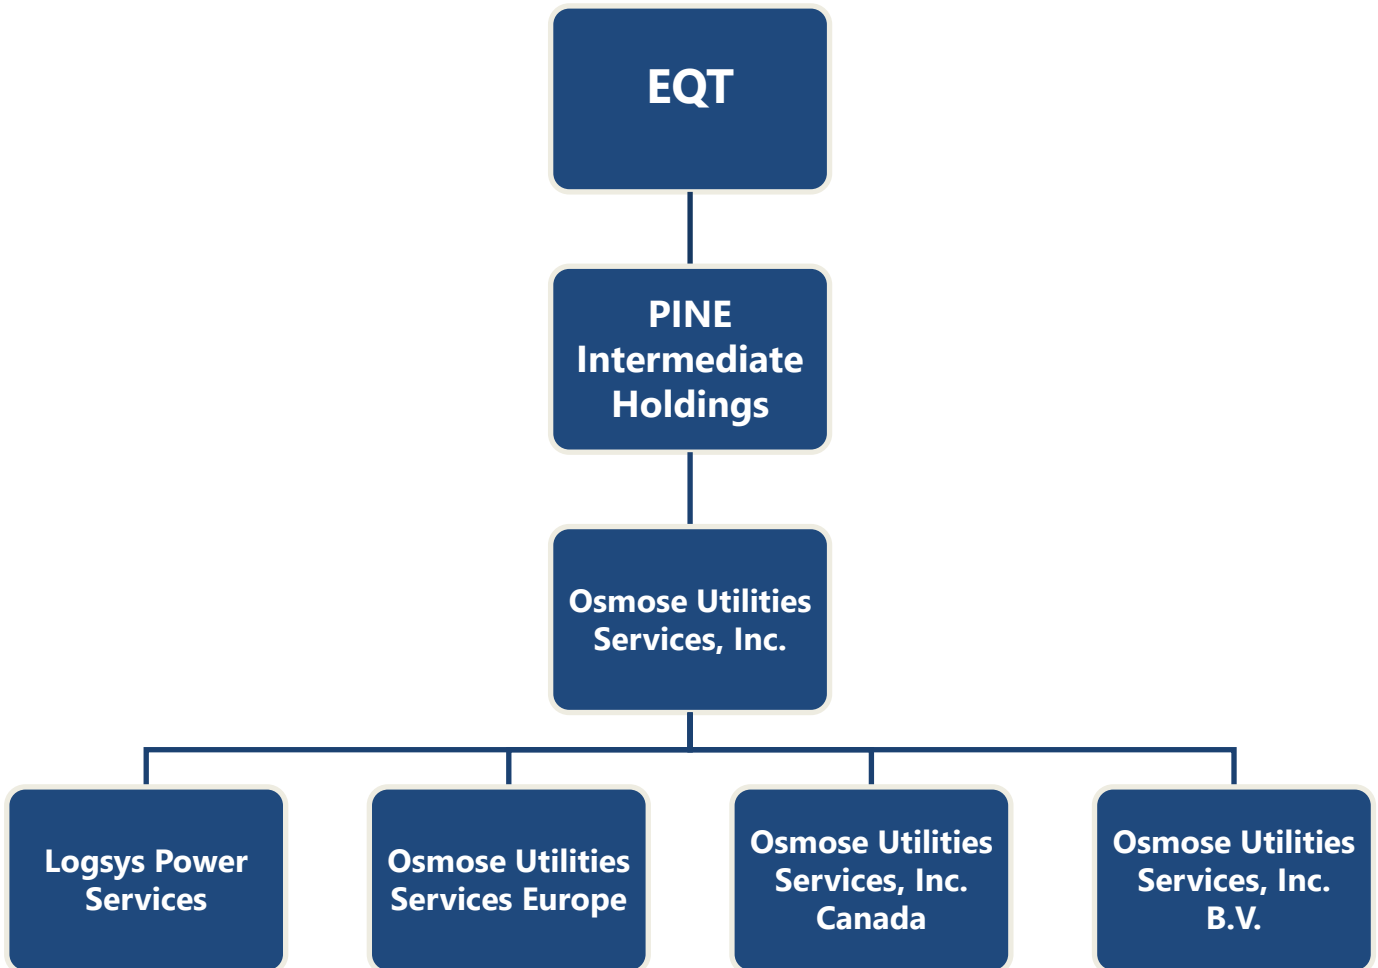 EQT
PINE
Intermediate
Holdings
Osmose Utilities
Services, Inc.
Logsys Power
Services
Osmose Utilities
Services Europe
Osmose Utilities
Services, Inc.
Canada
Osmose Utilities
Services, Inc.
B.V.